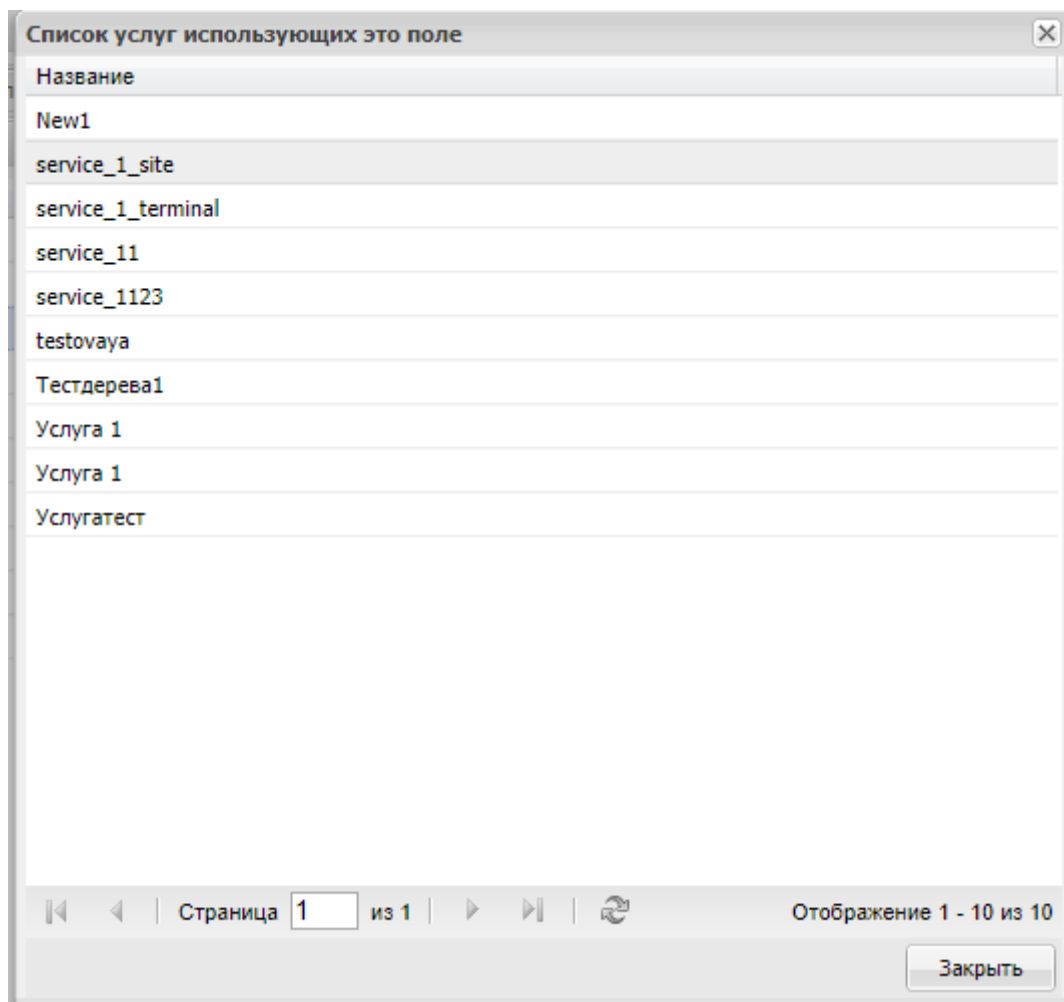 Список услуг использующих это поле
Название
New1
service_1_site
service_1_terminal
service_11
service_1123
testovaya
Тестдерева1
Услуга 1
Услуга 1
Услугатест
Страница 1 из 1 Отображение 1 - 10 из 10
Закрыть